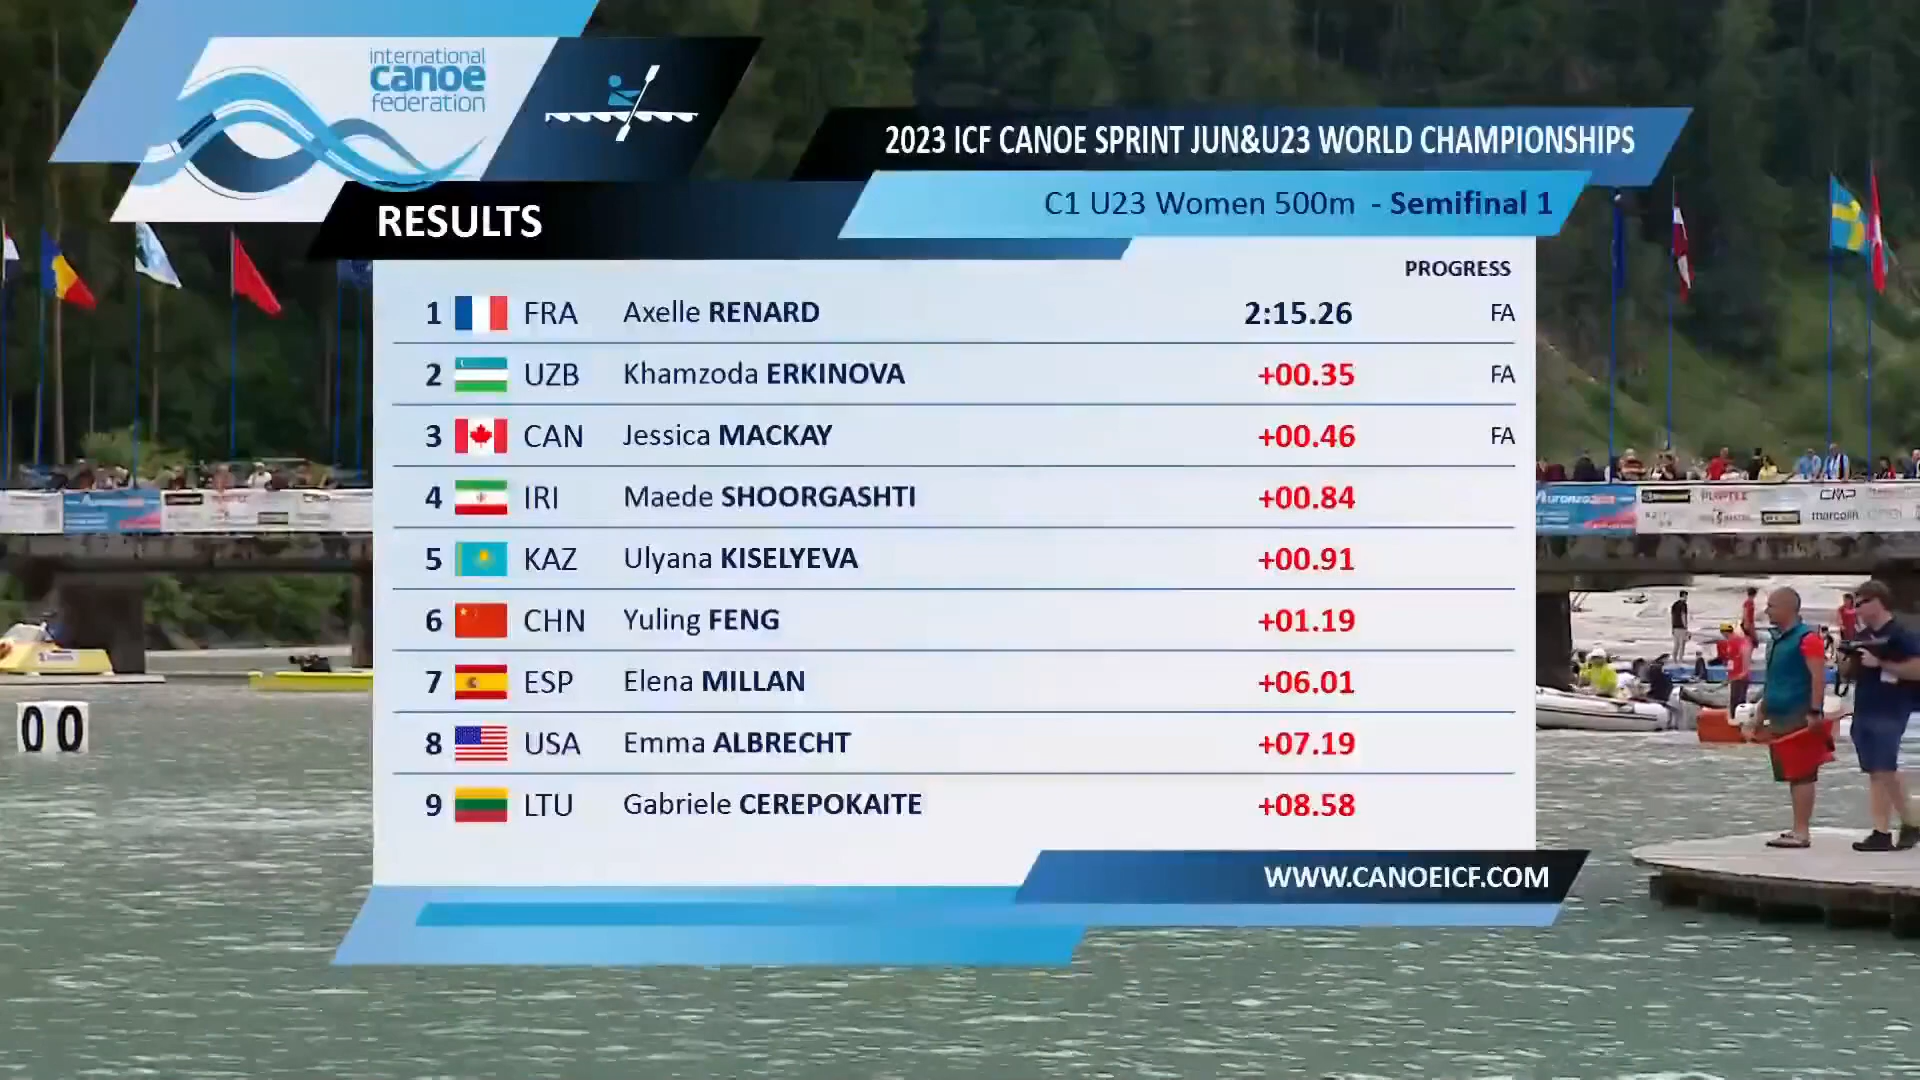 international
canoe
federation
2023 ICF CANOE SPRINT JUN&U23 WORLD CHAMPIONSHIPS
C1 U23 Women 500m - Semifinal 1
RESULTS
PROGRESS
1 FRA Axelle RENARD 2:15.26 FA
2 UZB Khamzoda ERKINOVA +00.35 FA
3 CAN Jessica MACKAY +00.46 FA
4 IRI Maede SHOORGASHTI +00.84
5 KAZ Ulyana KISELYEVA +00.91
6 CHN Yuling FENG +01.19
7 ESP Elena MILLAN +06.01
8 USA Emma ALBRECHT +07.19
9 LTU Gabriele CEREPOKAITE +08.58
WWW.CANOEICF.COM
00
marcolin